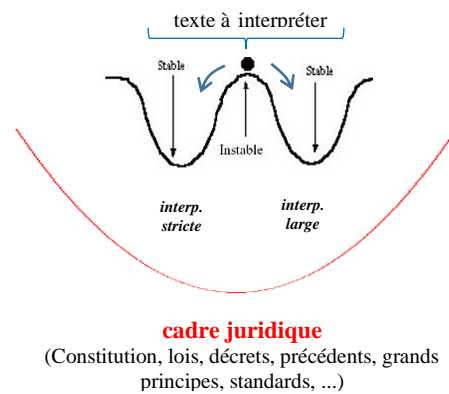 texte à interpréter
Stable
Stable
Instable
interp.
stricte
interp.
large
cadre juridique
(Constitution, lois, décrets, précédents, grands
principes, standards, ...)